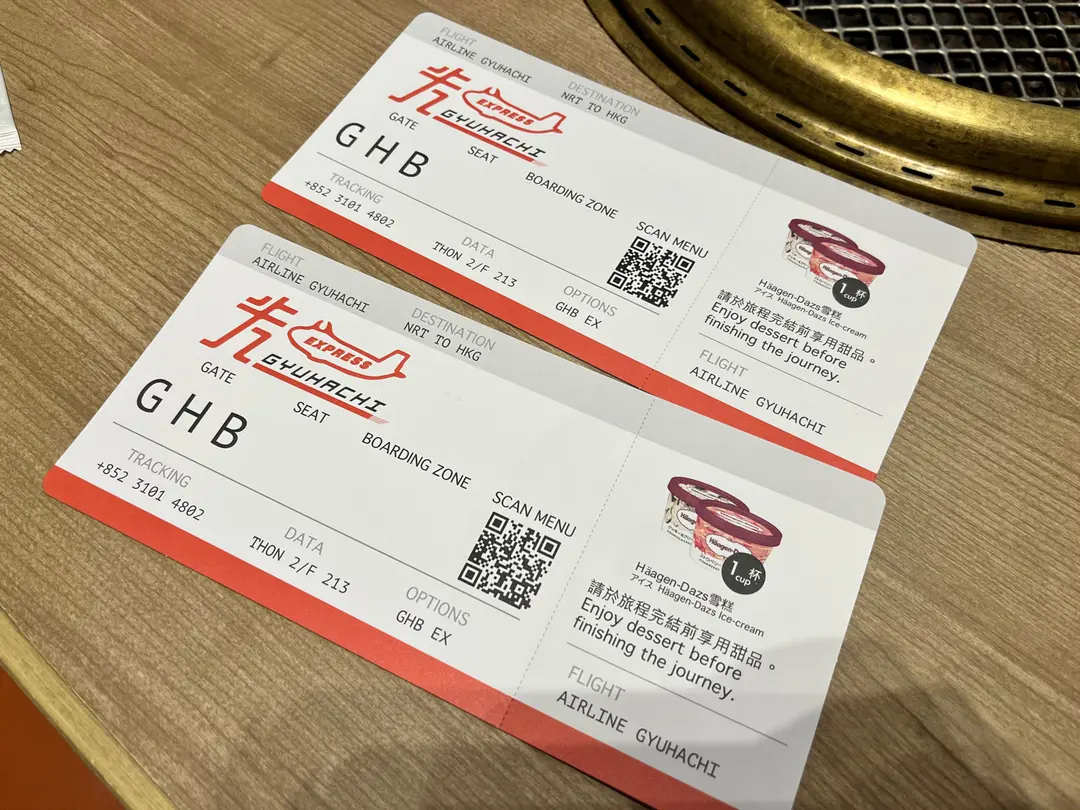 FLIGHT
AIRLINE GYUHACHI
DESTINATION
NRT TO HKG
EXPRESS
GYUHACHI
GATE
GHB
SEAT
BOARDING ZONE
SCAN MENU
TRACKING
+852 3101 4802
DATA
THON 2/F 213
OPTIONS
GHB EX
1杯
cup
Häagen-Dazs雪糕
アイス Häagen-Dazs Ice-cream
請於旅程完結前享用甜品。
Enjoy dessert before
finishing the journey.
FLIGHT
AIRLINE GYUHACHI
FLIGHT
AIRLINE GYUHACHI
DESTINATION
NRT TO HKG
EXPRESS
GYUHACHI
GATE
GHB
SEAT
BOARDING ZONE
SCAN MENU
TRACKING
+852 3101 4802
DATA
THON 2/F 213
OPTIONS
GHB EX
Häagen-Dazs
1杯
cup
Häagen-Dazs雪糕
アイス Häagen-Dazs Ice-cream
請於旅程完結前享用甜品。
Enjoy dessert before
finishing the journey.
FLIGHT
AIRLINE GYUHACHI